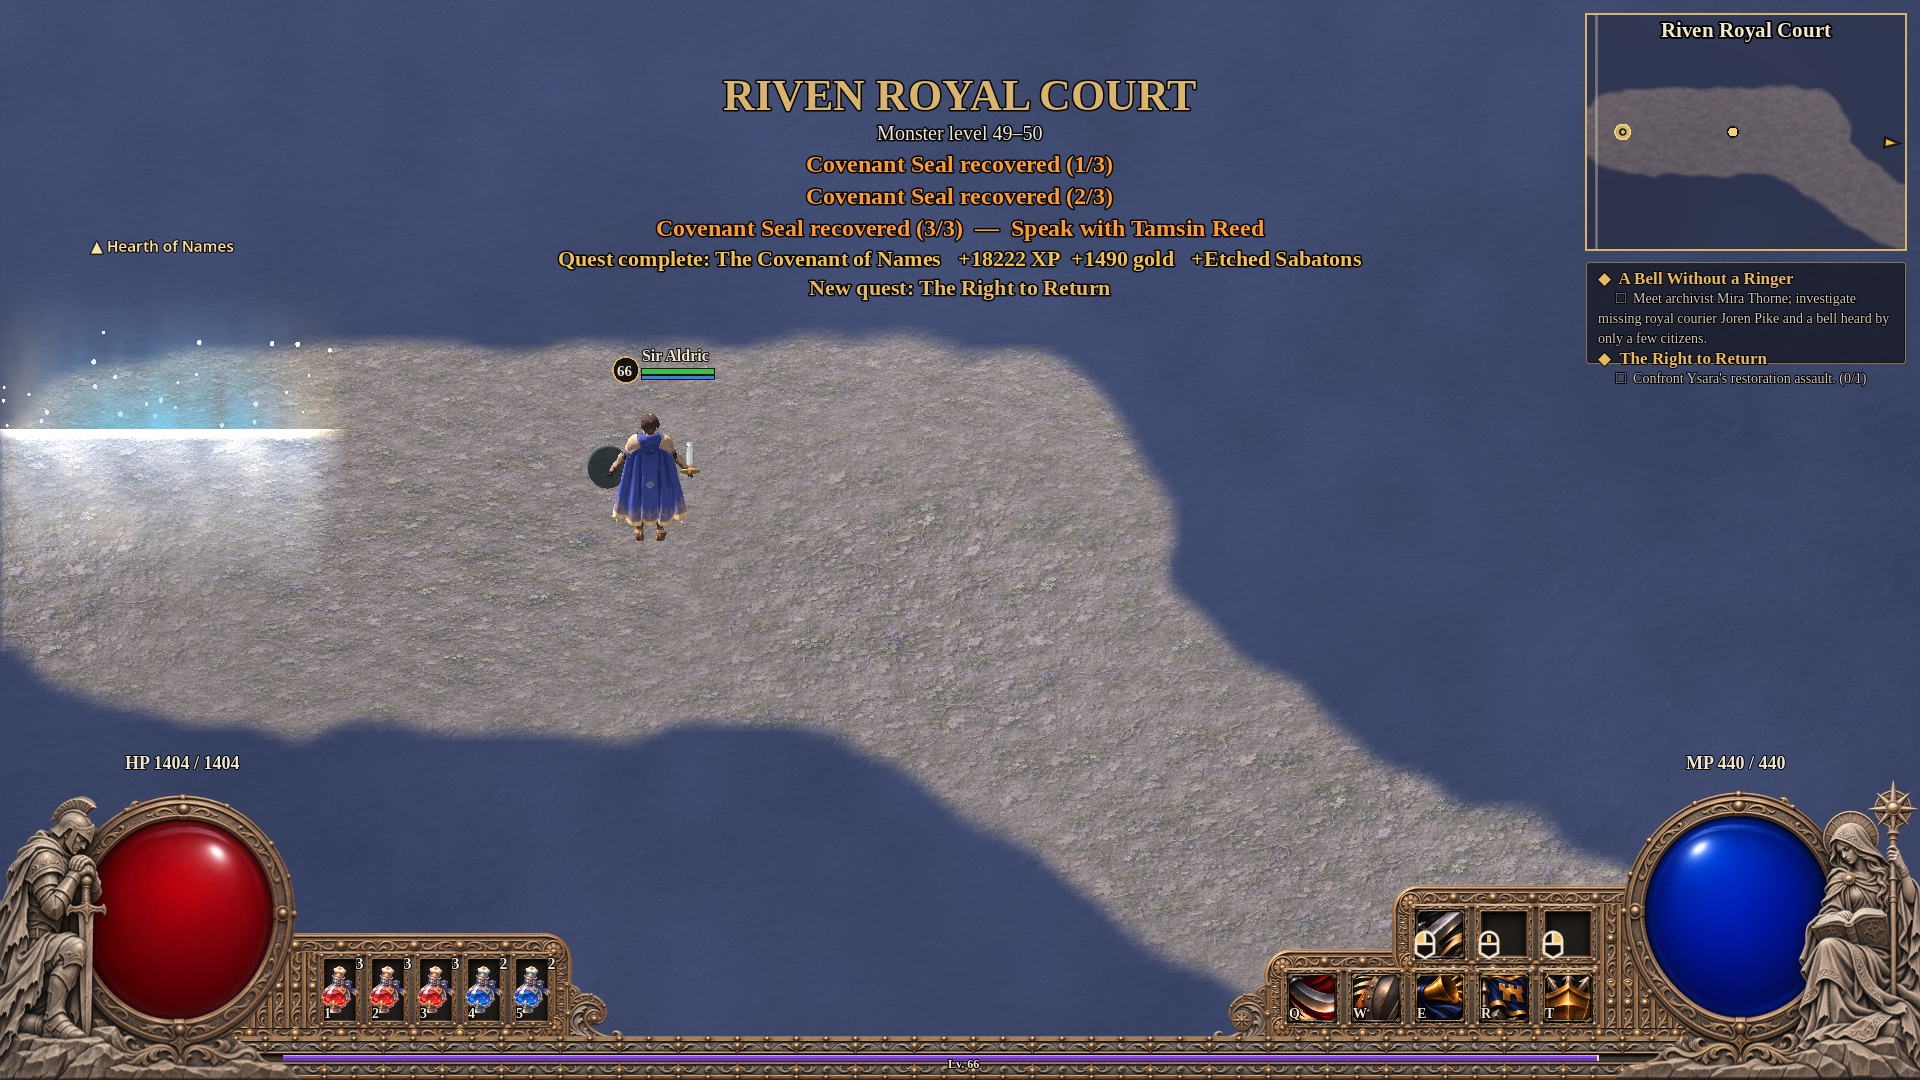 Riven Royal Court
RIVEN ROYAL COURT
Monster level 49–50
Covenant Seal recovered (1/3)
Covenant Seal recovered (2/3)
Covenant Seal recovered (3/3) — Speak with Tamsin Reed
Quest complete: The Covenant of Names +18222 XP +1490 gold +Etched Sabatons
New quest: The Right to Return
▲ Hearth of Names
◆ A Bell Without a Ringer
☐ Meet archivist Mira Thorne; investigate
missing royal courier Joren Pike and a bell heard by
only a few citizens.
◆ The Right to Return
☐ Confront Ysara's restoration assault. (0/1)
Sir Aldric
66
HP 1404 / 1404
MP 440 / 440
3 3 3 2 2
1 2 3 4 5
Q W E R T
Lv. 66